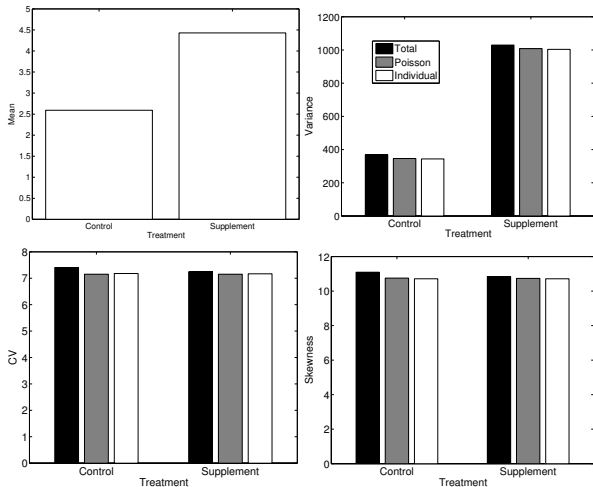 5
4.5
4
3.5
3
2.5
2
1.5
1
0.5
0
Mean
Control Supplement
Treatment
1200
1000
800
600
400
200
0
Variance
Total
Poisson
Individual
Control Supplement
Treatment
8
7
6
5
4
3
2
1
0
CV
Control Supplement
Treatment
12
10
8
6
4
2
0
Skewness
Control Supplement
Treatment